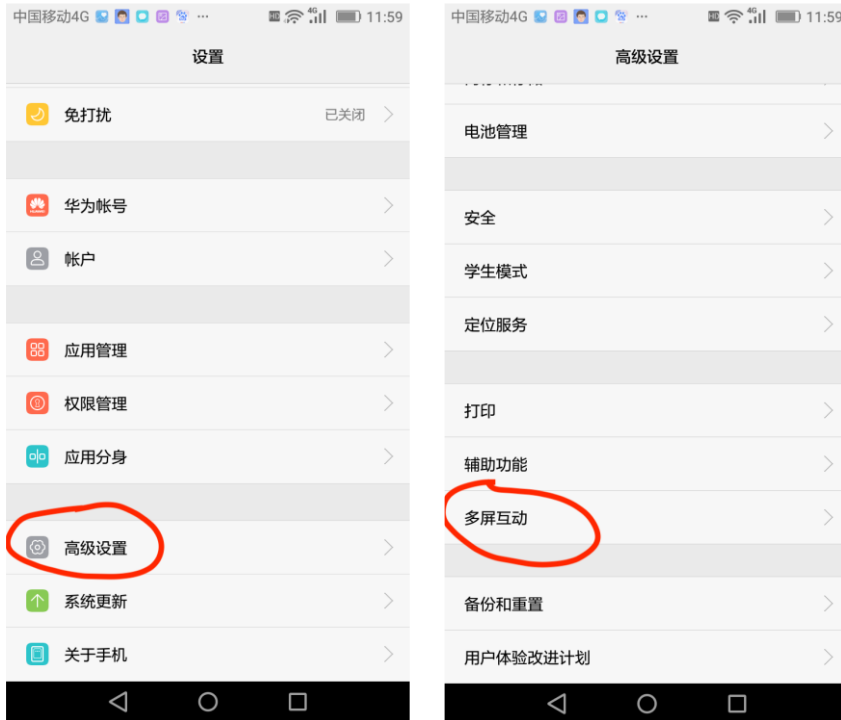 中国移动4G ··· HD 4G 11:59
设置
免打扰 已关闭
华为帐号
帐户
应用管理
权限管理
应用分身
高级设置
系统更新
关于手机
中国移动4G ··· HD 4G 11:59
高级设置
电池管理
安全
学生模式
定位服务
打印
辅助功能
多屏互动
备份和重置
用户体验改进计划